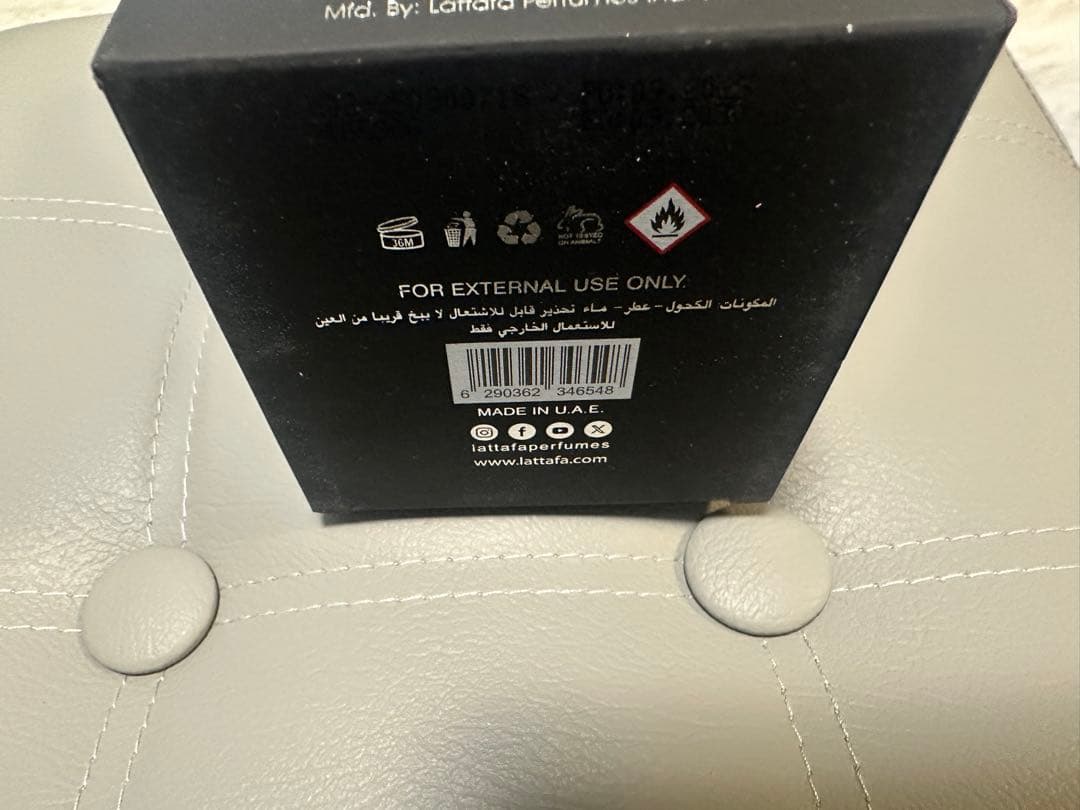 Mfd. By: Lattafa Perfumes
36M
NOT TESTED
ON ANIMALS
FOR EXTERNAL USE ONLY.
المكونات الكحول - عطر - ماء تحذير قابل للاشتعال لا يبخ قريبا من العين
للاستعمال الخارجي فقط
6 290362 346548
MADE IN U.A.E.
lattafaperfumes
www.lattafa.com